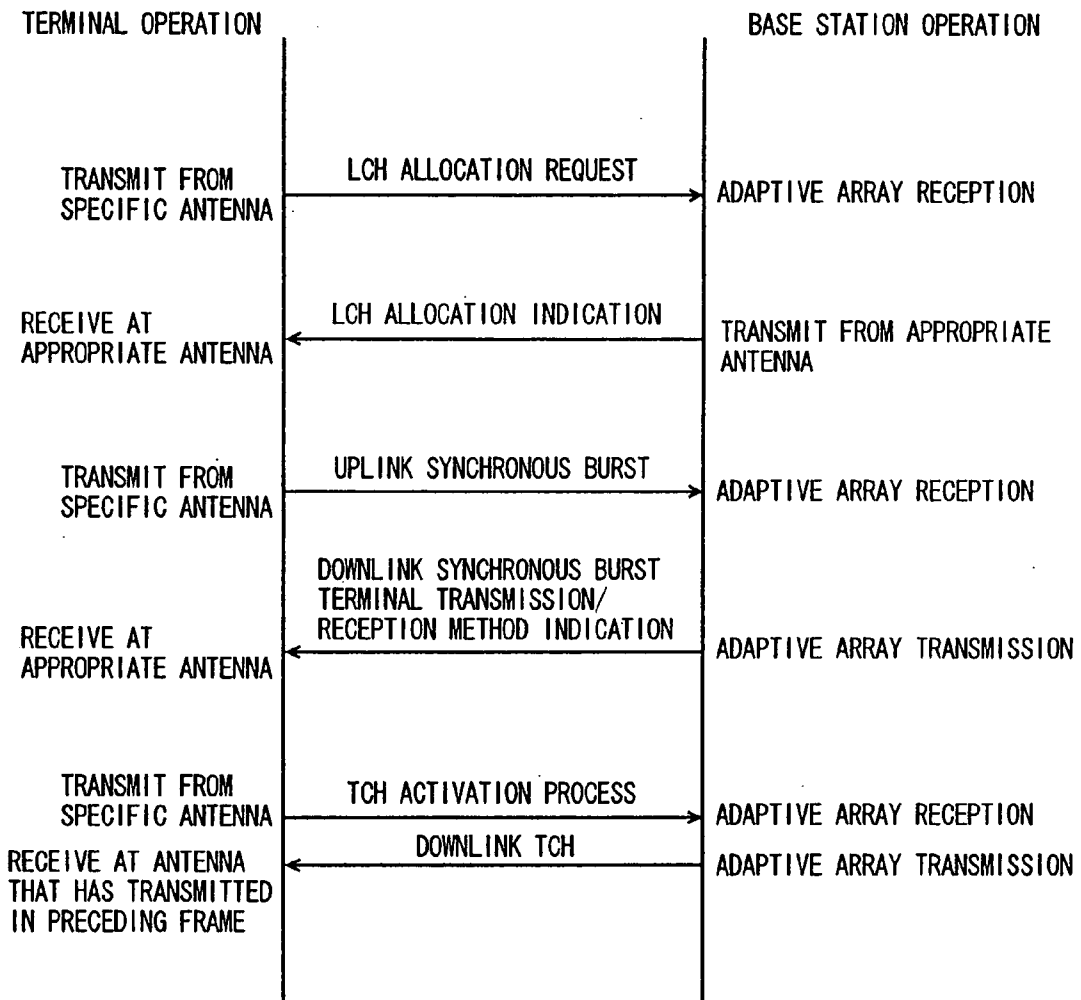 TERMINAL OPERATION
BASE STATION OPERATION
TRANSMIT FROM
SPECIFIC ANTENNA
LCH ALLOCATION REQUEST
ADAPTIVE ARRAY RECEPTION
RECEIVE AT
APPROPRIATE ANTENNA
LCH ALLOCATION INDICATION
TRANSMIT FROM APPROPRIATE
ANTENNA
TRANSMIT FROM
SPECIFIC ANTENNA
UPLINK SYNCHRONOUS BURST
ADAPTIVE ARRAY RECEPTION
DOWNLINK SYNCHRONOUS BURST
TERMINAL TRANSMISSION/
RECEPTION METHOD INDICATION
RECEIVE AT
APPROPRIATE ANTENNA
ADAPTIVE ARRAY TRANSMISSION
TRANSMIT FROM
SPECIFIC ANTENNA
TCH ACTIVATION PROCESS
ADAPTIVE ARRAY RECEPTION
RECEIVE AT ANTENNA
THAT HAS TRANSMITTED
IN PRECEDING FRAME
DOWNLINK TCH
ADAPTIVE ARRAY TRANSMISSION